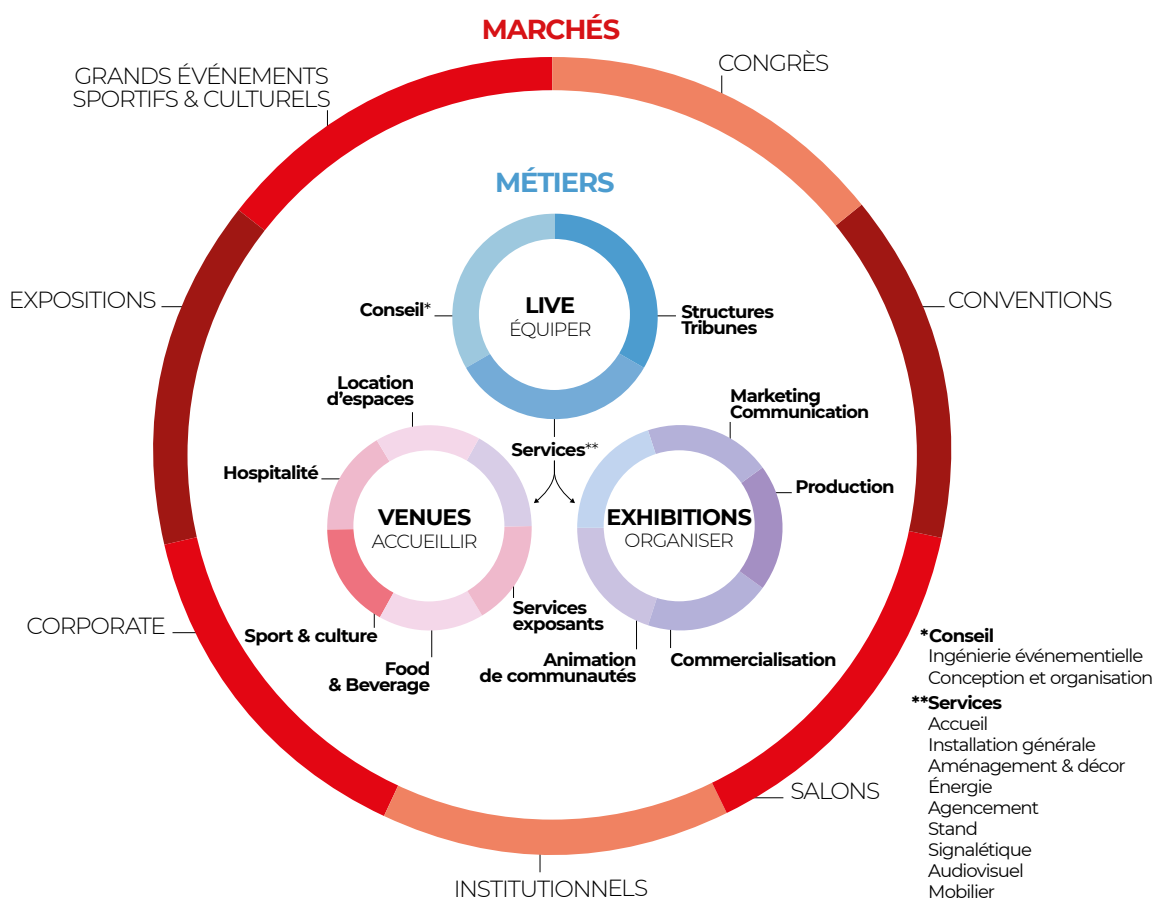 MARCHÉS
GRANDS ÉVÉNEMENTS
SPORTIFS & CULTURELS
CONGRÈS
MÉTIERS
EXPOSITIONS
CONVENTIONS
Conseil*
LIVE
ÉQUIPER
Structures
Tribunes
Location
d'espaces
Marketing
Communication
Services**
Hospitalité
Production
VENUES
ACCUEILLIR
EXHIBITIONS
ORGANISER
Services
exposants
Sport & culture
Food
& Beverage
Animation
de communautés
Commercialisation
CORPORATE
SALONS
INSTITUTIONNELS
*Conseil
Ingénierie événementielle
Conception et organisation
**Services
Accueil
Installation générale
Aménagement & décor
Énergie
Agencement
Stand
Signalétique
Audiovisuel
Mobilier